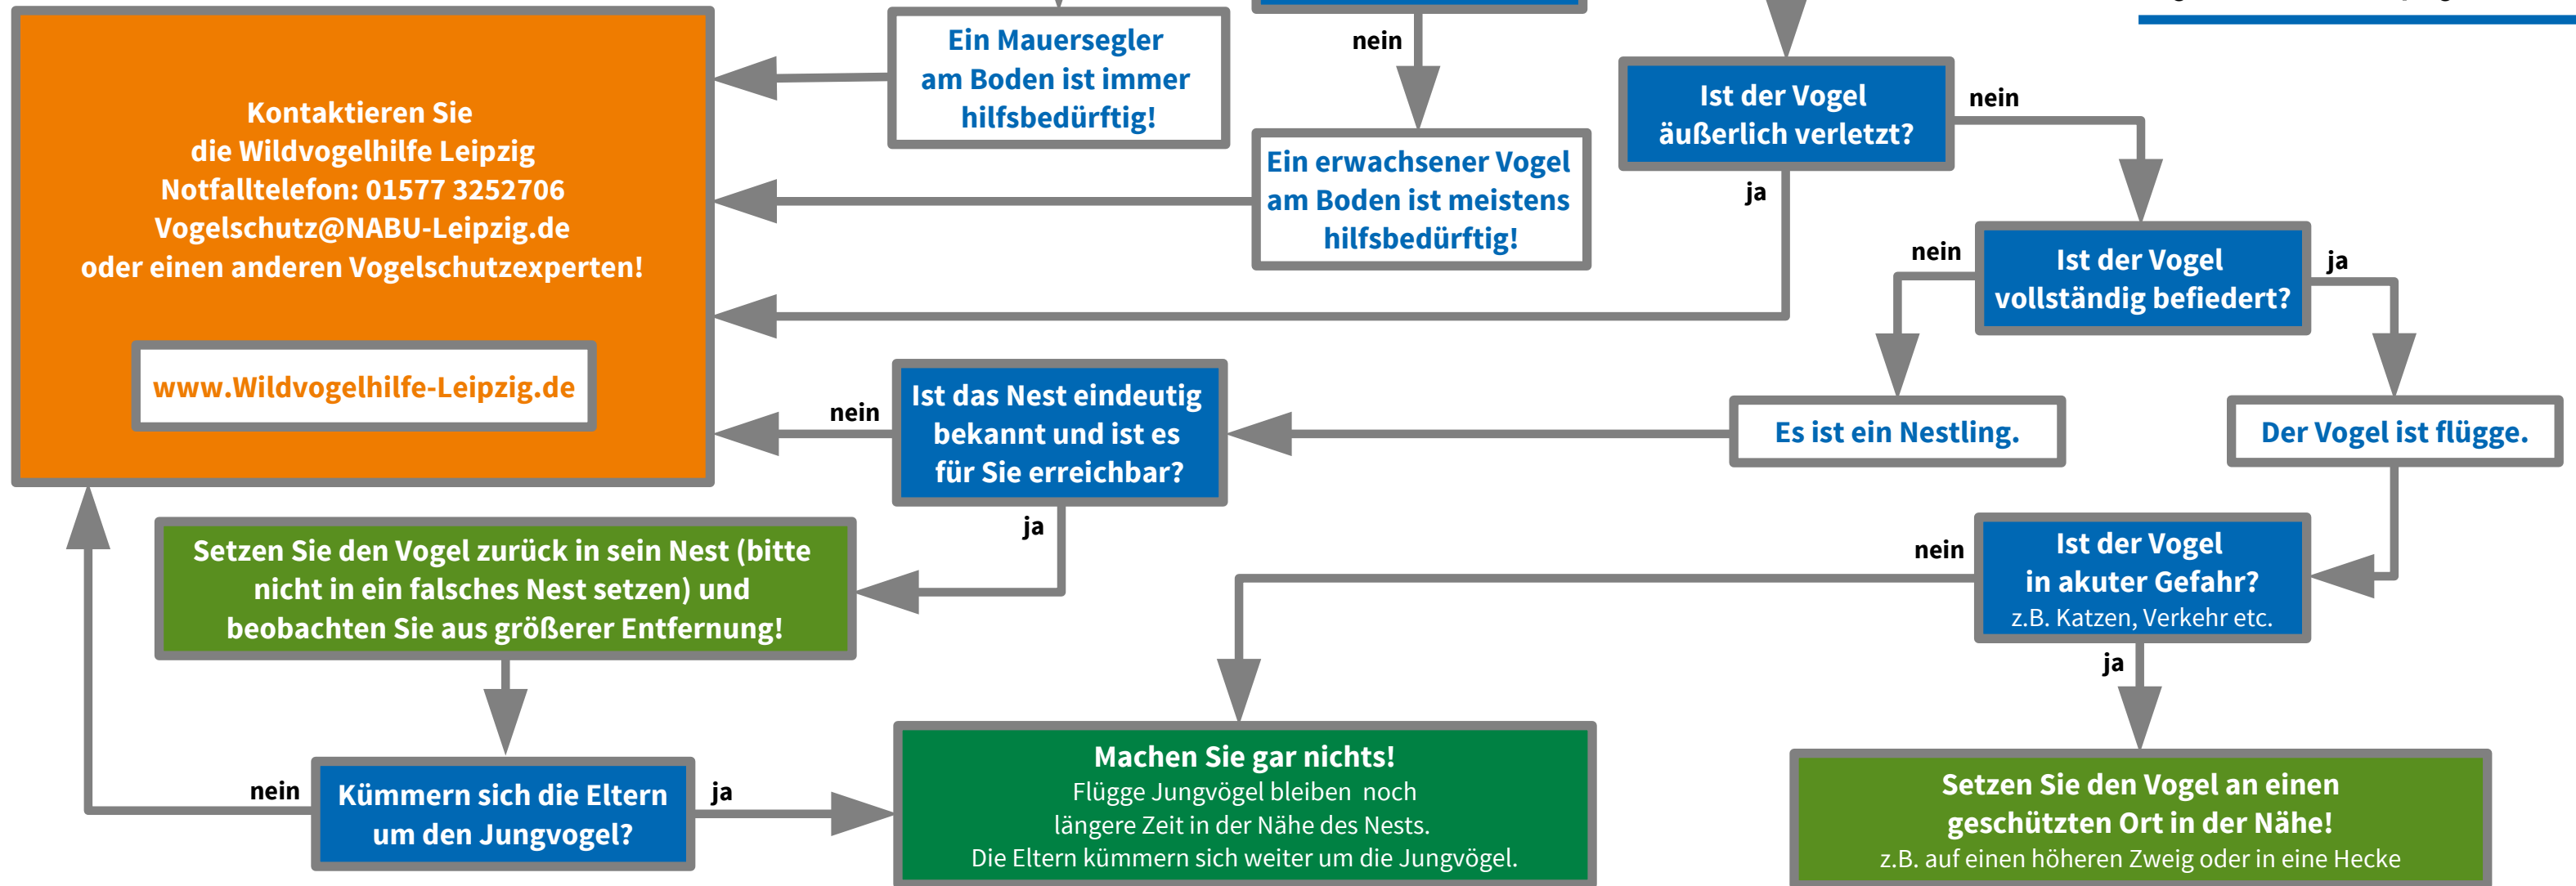 Ein Mauersegler
am Boden ist immer
hilfsbedürftig!
nein
Kontaktieren Sie
die Wildvogelhilfe Leipzig
Notfalltelefon: 01577 3252706
Vogelschutz@NABU-Leipzig.de
oder einen anderen Vogelschutzexperten!
www.Wildvogelhilfe-Leipzig.de
Ein erwachsener Vogel
am Boden ist meistens
hilfsbedürftig!
Ist der Vogel
äußerlich verletzt?
nein
ja
Ist der Vogel
vollständig befiedert?
nein
ja
Es ist ein Nestling.
Der Vogel ist flügge.
Ist das Nest eindeutig
bekannt und ist es
für Sie erreichbar?
nein
ja
Setzen Sie den Vogel zurück in sein Nest (bitte
nicht in ein falsches Nest setzen) und
beobachten Sie aus größerer Entfernung!
Ist der Vogel
in akuter Gefahr?
z.B. Katzen, Verkehr etc.
nein
ja
Kümmern sich die Eltern
um den Jungvogel?
nein
ja
Machen Sie gar nichts!
Flügge Jungvögel bleiben noch
längere Zeit in der Nähe des Nests.
Die Eltern kümmern sich weiter um die Jungvögel.
Setzen Sie den Vogel an einen
geschützten Ort in der Nähe!
z.B. auf einen höheren Zweig oder in eine Hecke